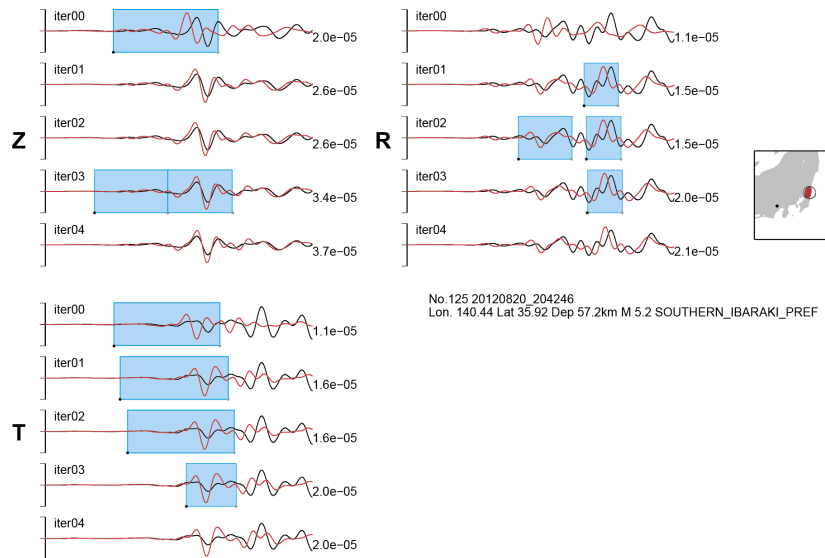 Z
iter00
2.0e−05
iter01
2.6e−05
iter02
2.6e−05
iter03
3.4e−05
iter04
3.7e−05
R
iter00
1.1e−05
iter01
1.5e−05
iter02
1.5e−05
iter03
2.0e−05
iter04
2.1e−05
T
iter00
1.1e−05
iter01
1.6e−05
iter02
1.6e−05
iter03
2.0e−05
iter04
2.0e−05
No.125 20120820_204246
Lon. 140.44 Lat 35.92 Dep 57.2km M 5.2 SOUTHERN_IBARAKI_PREF